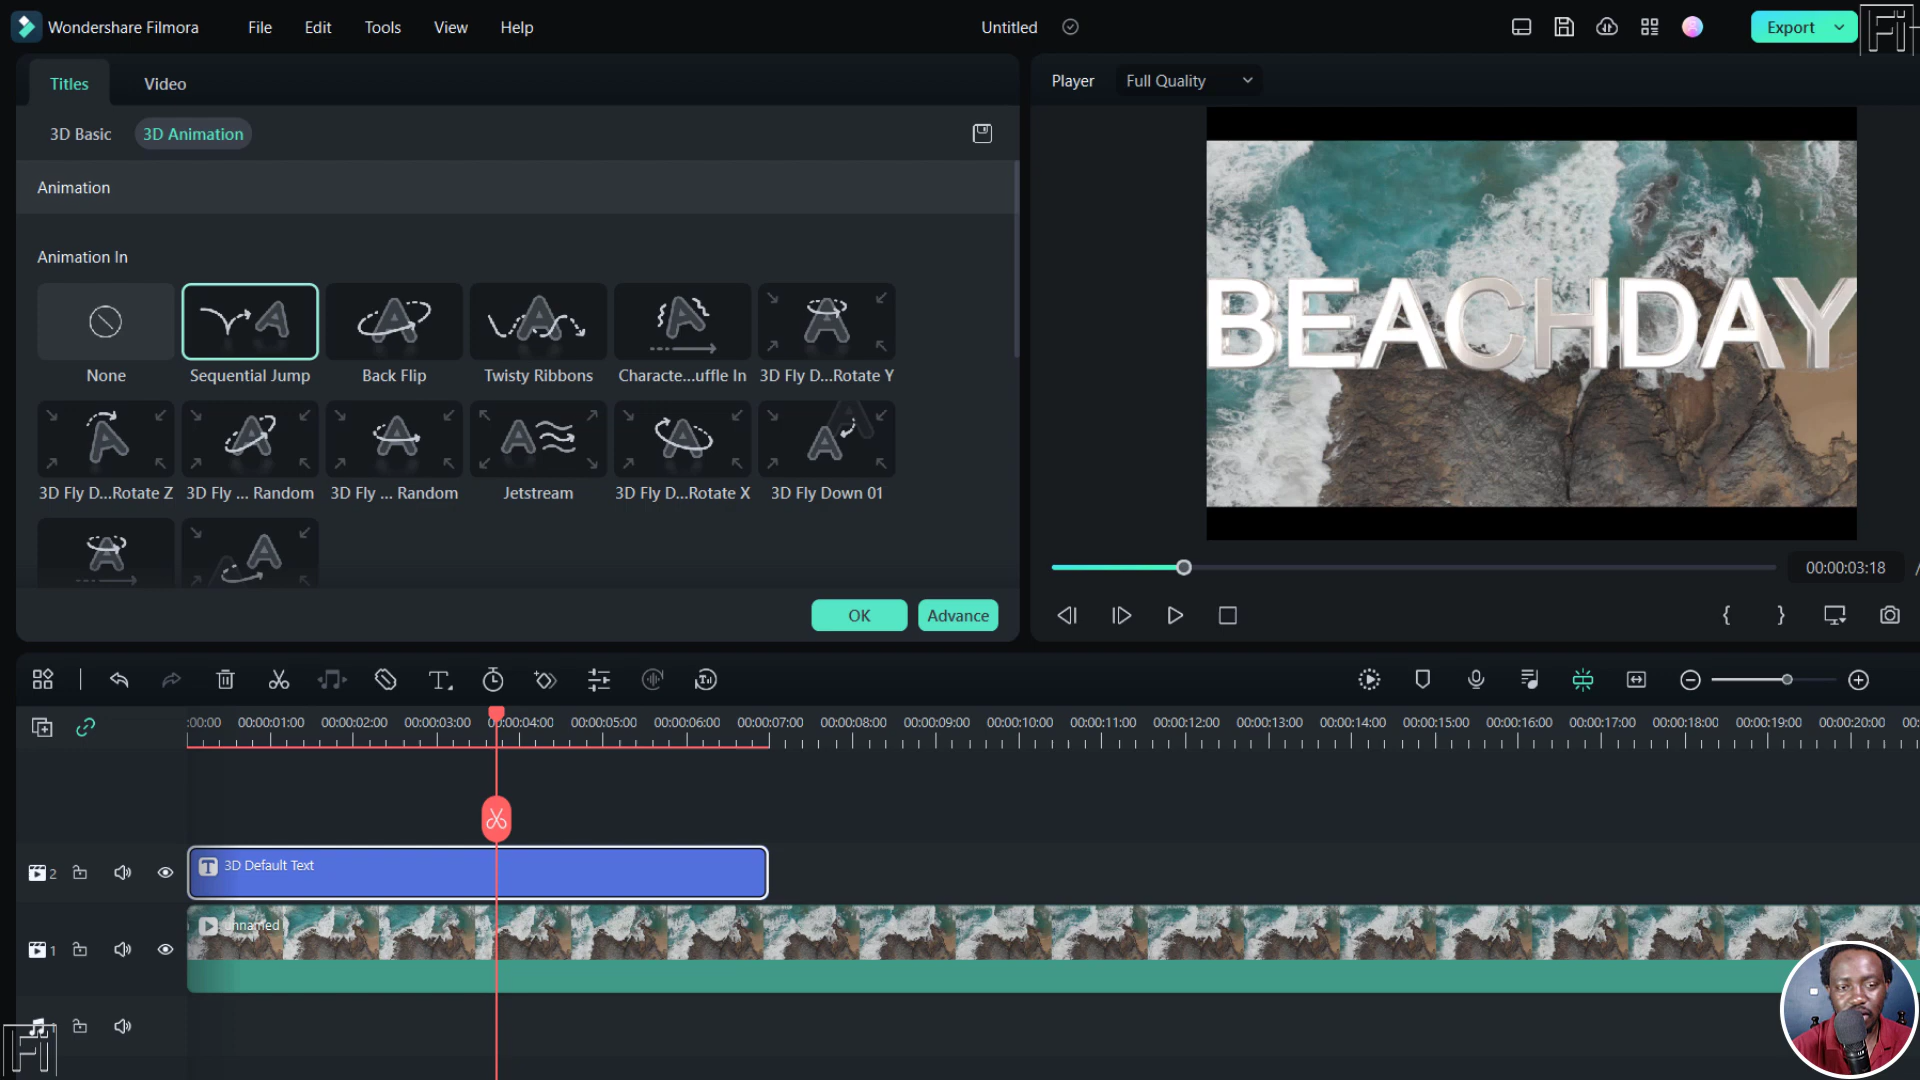 Wondershare Filmora
File
Edit
Tools
View
Help
Untitled
Export
Fi
Titles
Video
Player
Full Quality
3D Basic
3D Animation
Animation
Animation In
None
Sequential Jump
Back Flip
Twisty Ribbons
Characte...uffle In
3D Fly D...Rotate Y
3D Fly D...Rotate Z
3D Fly ... Random
3D Fly ... Random
Jetstream
3D Fly D...Rotate X
3D Fly Down 01
BEACHDAY
OK
Advance
00:00:03:18
/
:00:00
00:00:01:00
00:00:02:00
00:00:03:00
00:00:04:00
00:00:05:00
00:00:06:00
00:00:07:00
00:00:08:00
00:00:09:00
00:00:10:00
00:00:11:00
00:00:12:00
00:00:13:00
00:00:14:00
00:00:15:00
00:00:16:00
00:00:17:00
00:00:18:00
00:00:19:00
00:00:20:00
00:
2
3D Default Text
1
unnamed
1
Fi